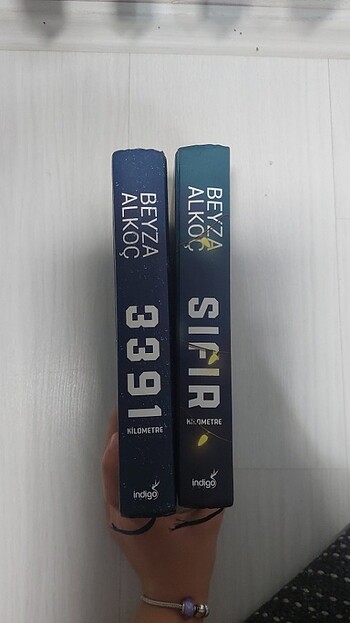 BEYZA
ALKOÇ
3391
KİLOMETRE
indigo
BEYZA
ALKOÇ
SIFIR
KİLOMETRE
indigo